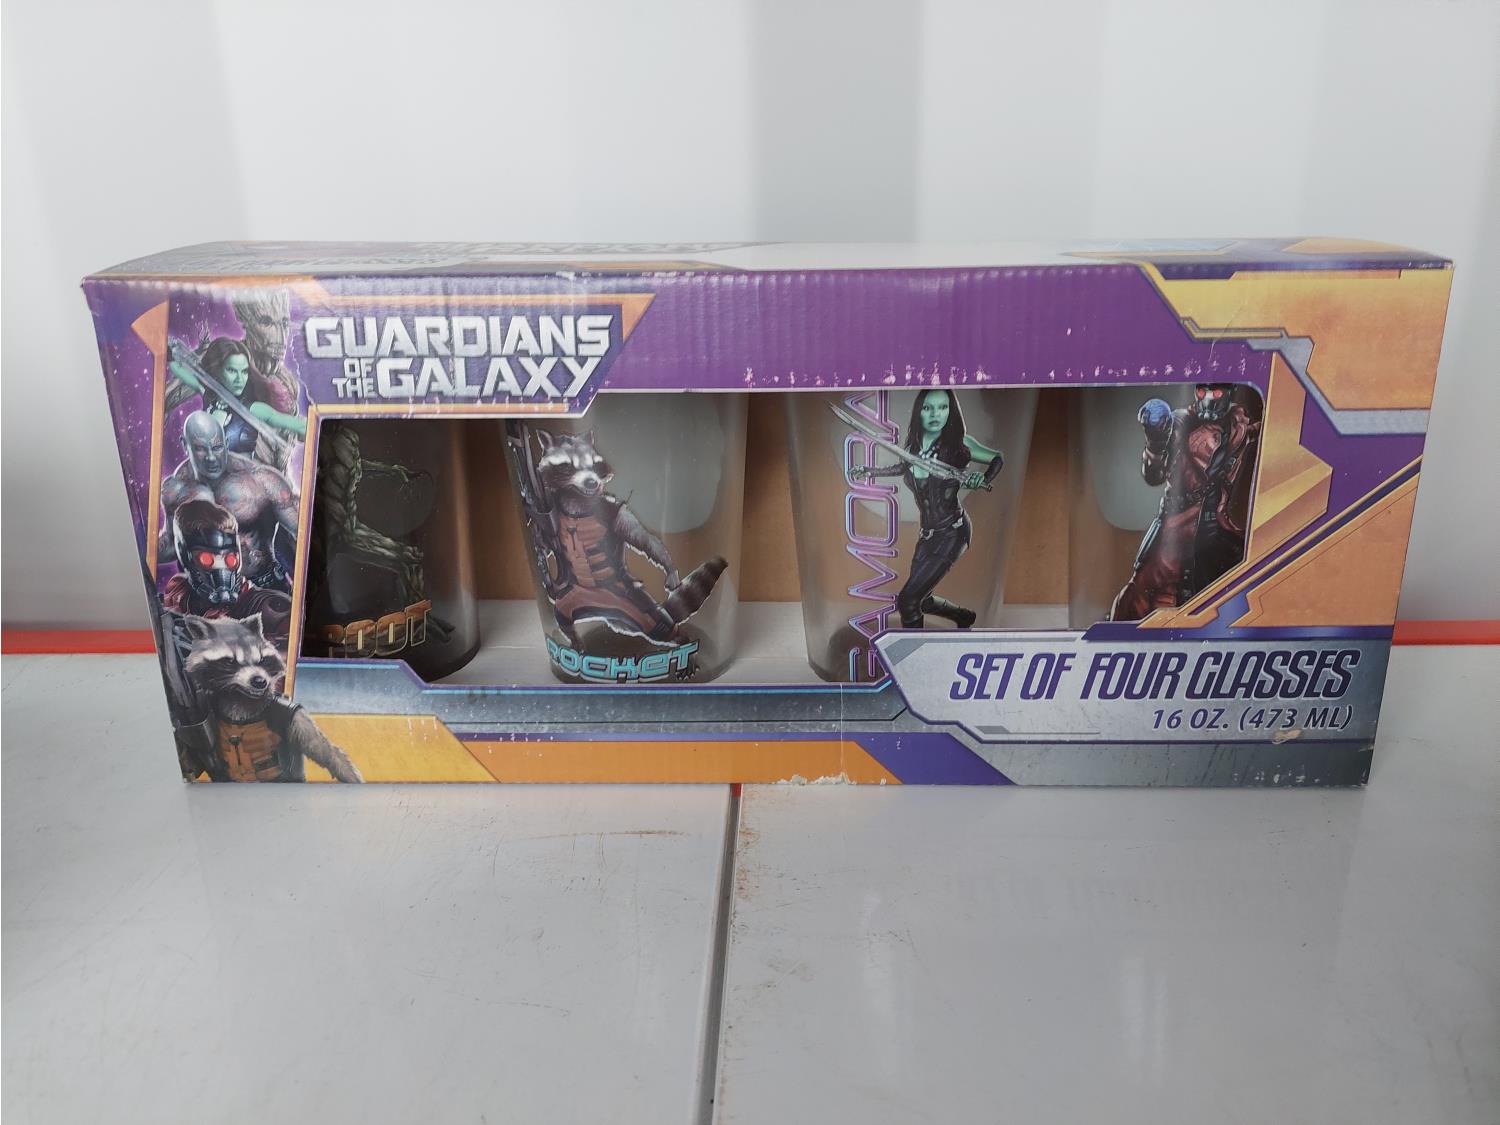 GUARDIANS
OF
THE GALAXY
ROOT
ROCKET
GAMORA
SET OF FOUR GLASSES
16 OZ. (473 ML)